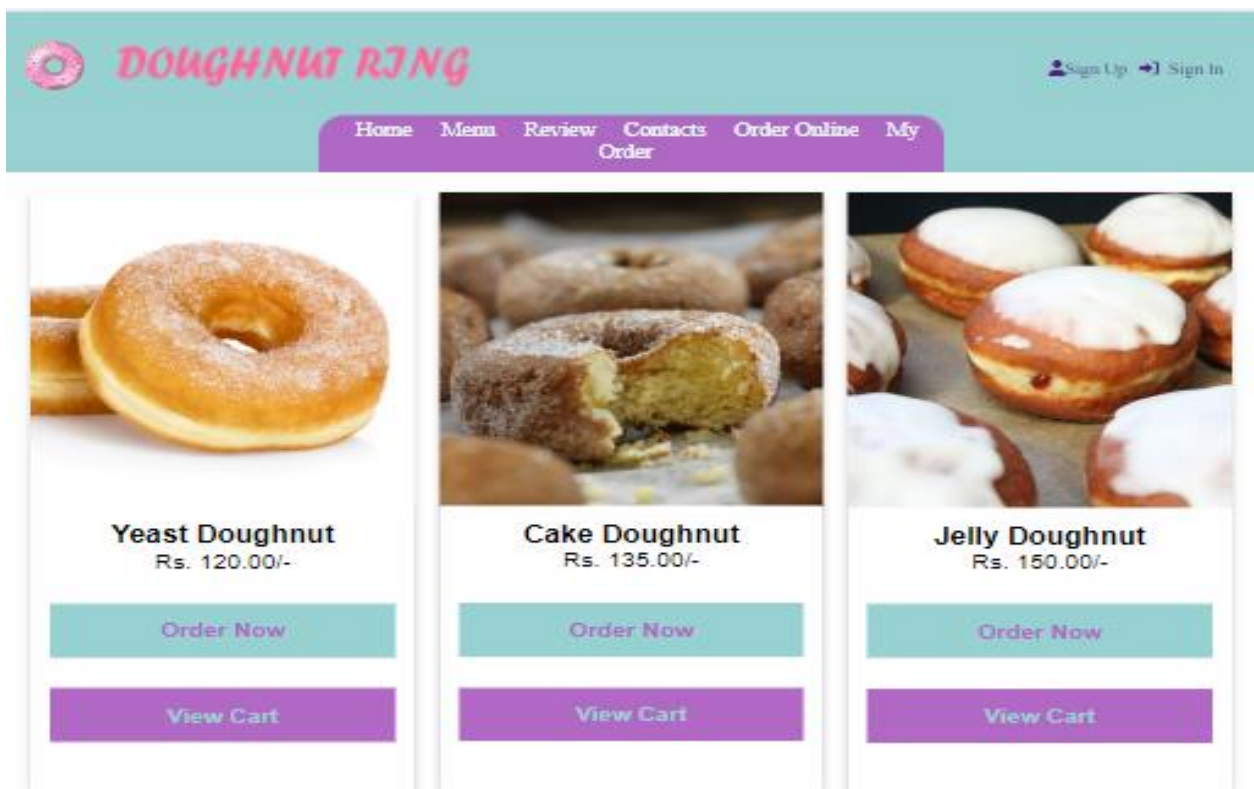 DOUGHNUT RING
Sign Up Sign In
Home Menu Review Contacts Order Online My
Order
Yeast Doughnut
Rs. 120.00/-
Order Now
View Cart
Cake Doughnut
Rs. 135.00/-
Order Now
View Cart
Jelly Doughnut
Rs. 150.00/-
Order Now
View Cart